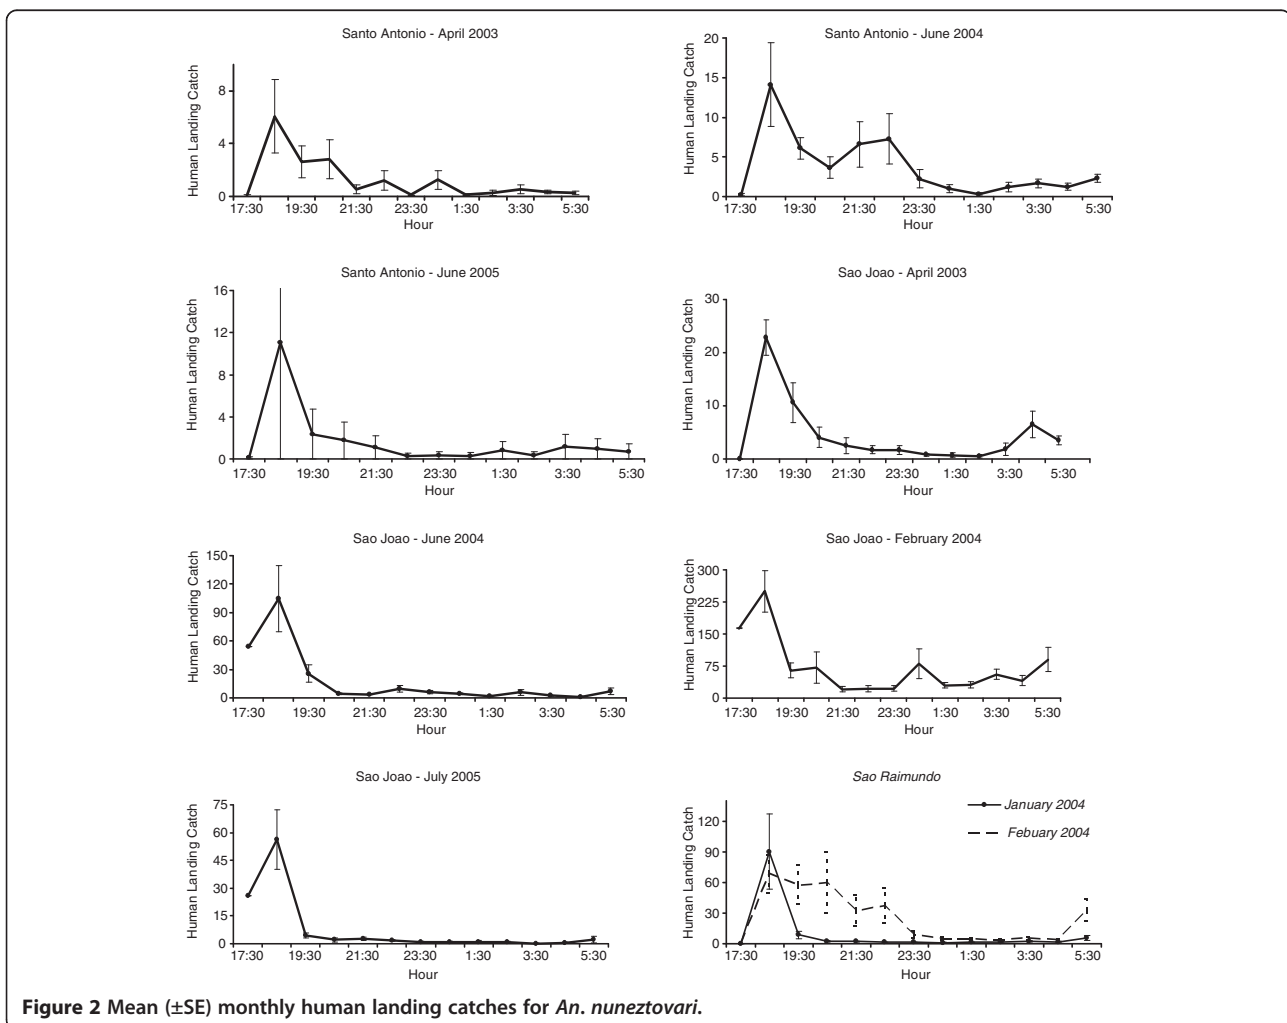 Santo Antonio - April 2003
Human Landing Catch
8
4
0
17:30 19:30 21:30 23:30 1:30 3:30 5:30
Hour
Santo Antonio - June 2004
Human Landing Catch
20
15
10
5
0
17:30 19:30 21:30 23:30 1:30 3:30 5:30
Hour
Santo Antonio - June 2005
Human Landing Catch
16
12
8
4
0
17:30 19:30 21:30 23:30 1:30 3:30 5:30
Hour
Sao Joao - April 2003
Human Landing Catch
30
20
10
0
17:30 19:30 21:30 23:30 1:30 3:30 5:30
Hour
Sao Joao - June 2004
Human Landing Catch
150
120
90
60
30
0
17:30 19:30 21:30 23:30 1:30 3:30 5:30
Hour
Sao Joao - February 2004
Human Landing Catch
300
225
150
75
0
17:30 19:30 21:30 23:30 1:30 3:30 5:30
Hour
Sao Joao - July 2005
Human Landing Catch
75
60
45
30
15
0
17:30 19:30 21:30 23:30 1:30 3:30 5:30
Hour
Sao Raimundo
January 2004
Febuary 2004
Human Landing Catch
120
90
60
30
0
17:30 19:30 21:30 23:30 1:30 3:30 5:30
Hour
Figure 2 Mean (±SE) monthly human landing catches for An. nuneztovari.